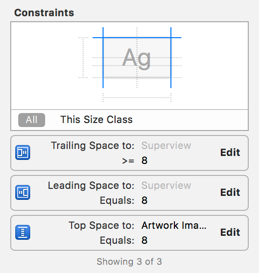 Constraints
Ag
All This Size Class
Trailing Space to: Superview
>= 8
Edit
Leading Space to: Superview
Equals: 8
Edit
Top Space to: Artwork Ima...
Equals: 8
Edit
Showing 3 of 3